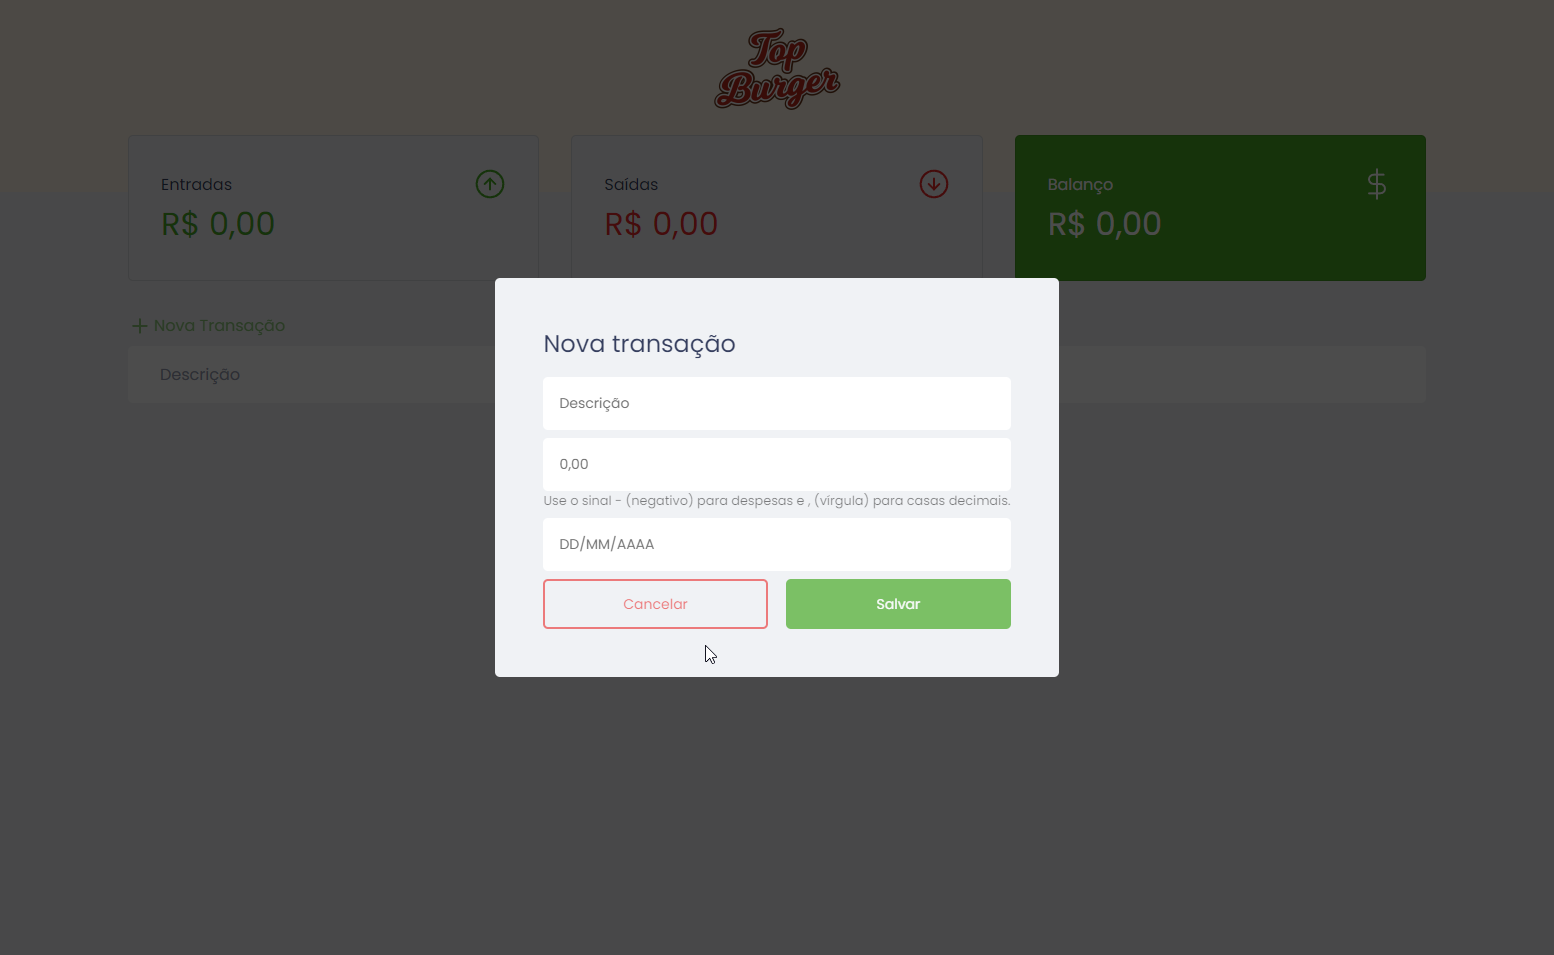 Top
Burger
Entradas
R$ 0,00
Saídas
R$ 0,00
Balanço
$
R$ 0,00
Nova Transação
Descrição
Nova transação
Descrição
0,00
Use o sinal - (negativo) para despesas e , (vírgula) para casas decimais.
DD/MM/AAAA
Cancelar
Salvar